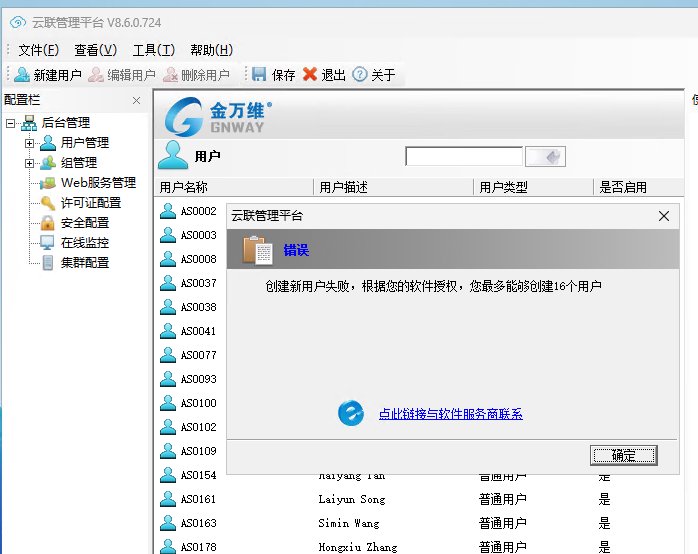 云联管理平台 V8.6.0.724
文件(F) 查看(V) 工具(T) 帮助(H)
新建用户 编辑用户 删除用户 保存 退出 关于
配置栏
后台管理
用户管理
组管理
Web服务管理
许可证配置
安全配置
在线监控
集群配置
金万维®
GNWAY
用户
用户名称 用户描述 用户类型 是否启用
AS0002
AS0003
AS0008
AS0037
AS0038
AS0041
AS0077
AS0093
AS0100
AS0102
AS0109
云联管理平台
错误
创建新用户失败，根据您的软件授权，您最多能够创建16个用户
点此链接与软件服务商联系
确定
AS0154 Haiyang Tan 普通用户 是
AS0161 Laiyun Song 普通用户 是
AS0163 Simin Wang 普通用户 是
AS0178 Hongxiu Zhang 普通用户 是